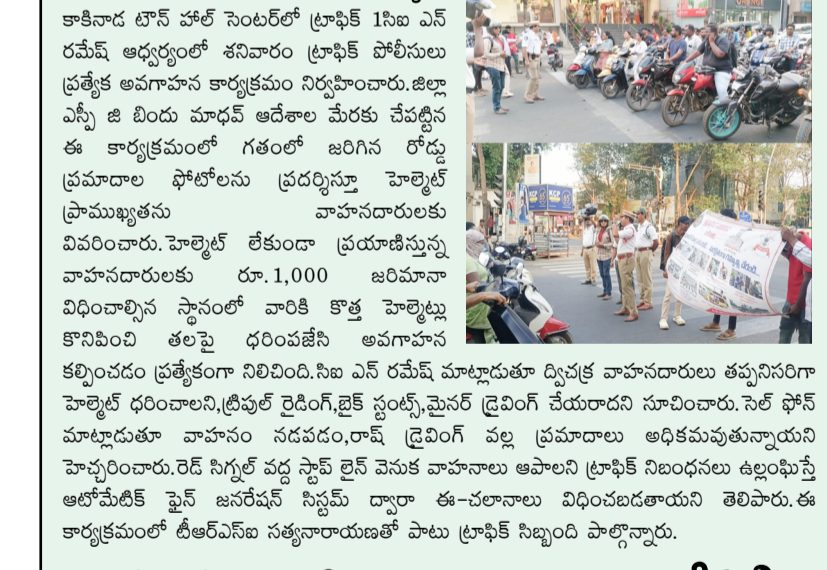 కాకినాడ టౌన్ హాల్ సెంటర్‌లో ట్రాఫిక్ 1సిఐ ఎన్
రమేష్ ఆధ్వర్యంలో శనివారం ట్రాఫిక్ పోలీసులు
ప్రత్యేక అవగాహన కార్యక్రమం నిర్వహించారు.జిల్లా
ఎస్పీ జి బిందు మాధవ్ ఆదేశాల మేరకు చేపట్టిన
ఈ కార్యక్రమంలో గతంలో జరిగిన రోడ్డు
ప్రమాదాల ఫోటోలను ప్రదర్శిస్తూ హెల్మెట్
ప్రాముఖ్యతను వాహనదారులకు
వివరించారు.హెల్మెట్ లేకుండా ప్రయాణిస్తున్న
వాహనదారులకు రూ.1,000 జరిమానా
విధించాల్సిన స్థానంలో వారికి కొత్త హెల్మెట్లు
కొనిపించి తలపై ధరింపజేసి అవగాహన
కల్పించడం ప్రత్యేకంగా నిలిచింది.సిఐ ఎన్ రమేష్ మాట్లాడుతూ ద్విచక్ర వాహనదారులు తప్పనిసరిగా
హెల్మెట్ ధరించాలని,ట్రిపుల్ రైడింగ్,బైక్ స్టంట్స్,మైనర్ డ్రైవింగ్ చేయరాదని సూచించారు.సెల్ ఫోన్
మాట్లాడుతూ వాహనం నడపడం,రాష్ డ్రైవింగ్ వల్ల ప్రమాదాలు అధికమవుతున్నాయని
హెచ్చరించారు.రెడ్ సిగ్నల్ వద్ద స్టాప్ లైన్ వెనుక వాహనాలు ఆపాలని ట్రాఫిక్ నిబంధనలు ఉల్లంఘిస్తే
ఆటోమేటిక్ ఫైన్ జనరేషన్ సిస్టమ్ ద్వారా ఈ-చలానాలు విధించబడతాయని తెలిపారు.ఈ
కార్యక్రమంలో టీఆర్ఎస్ఐ సత్యనారాయణతో పాటు ట్రాఫిక్ సిబ్బంది పాల్గొన్నారు.
KCP
KCP